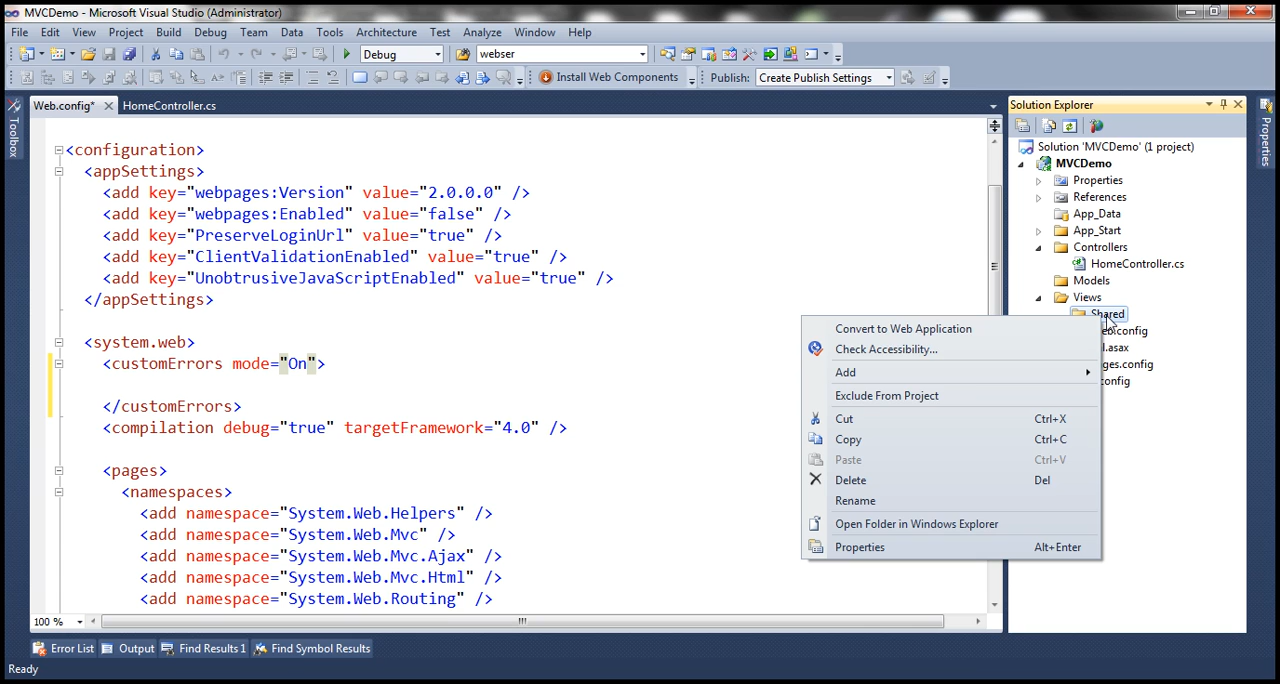 MVCDemo - Microsoft Visual Studio (Administrator)
File Edit View Project Build Debug Team Data Tools Architecture Test Analyze Window Help
Debug webser
Install Web Components Publish: Create Publish Settings
Toolbox
Web.config* HomeController.cs
<configuration>
<appSettings>
<add key="webpages:Version" value="2.0.0.0" />
<add key="webpages:Enabled" value="false" />
<add key="PreserveLoginUrl" value="true" />
<add key="ClientValidationEnabled" value="true" />
<add key="UnobtrusiveJavaScriptEnabled" value="true" />
</appSettings>
<system.web>
<customErrors mode="On">
</customErrors>
<compilation debug="true" targetFramework="4.0" />
<pages>
<namespaces>
<add namespace="System.Web.Helpers" />
<add namespace="System.Web.Mvc" />
<add namespace="System.Web.Mvc.Ajax" />
<add namespace="System.Web.Mvc.Html" />
<add namespace="System.Web.Routing" />
100 %
Convert to Web Application
Check Accessibility...
Add
Exclude From Project
Cut Ctrl+X
Copy Ctrl+C
Paste Ctrl+V
Delete Del
Rename
Open Folder in Windows Explorer
Properties Alt+Enter
Solution Explorer
Solution 'MVCDemo' (1 project)
MVCDemo
Properties
References
App_Data
App_Start
Controllers
HomeController.cs
Models
Views
Shared
.config
.asax
ges.config
config
Properties
Error List Output Find Results 1 Find Symbol Results
Ready